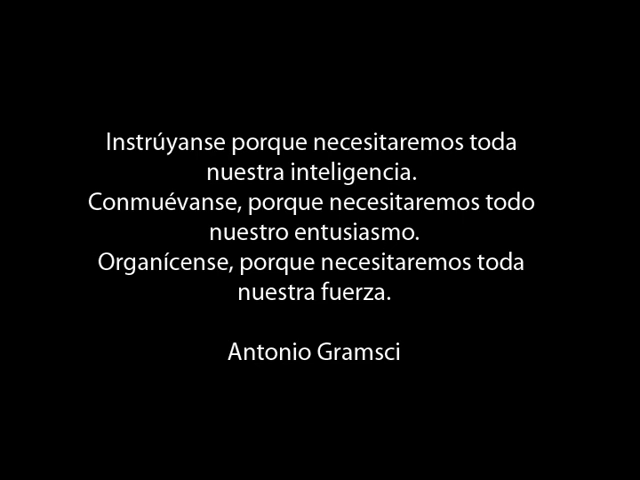 Instrúyanse porque necesitaremos toda
nuestra inteligencia.
Conmuévanse, porque necesitaremos todo
nuestro entusiasmo.
Organícense, porque necesitaremos toda
nuestra fuerza.
Antonio Gramsci